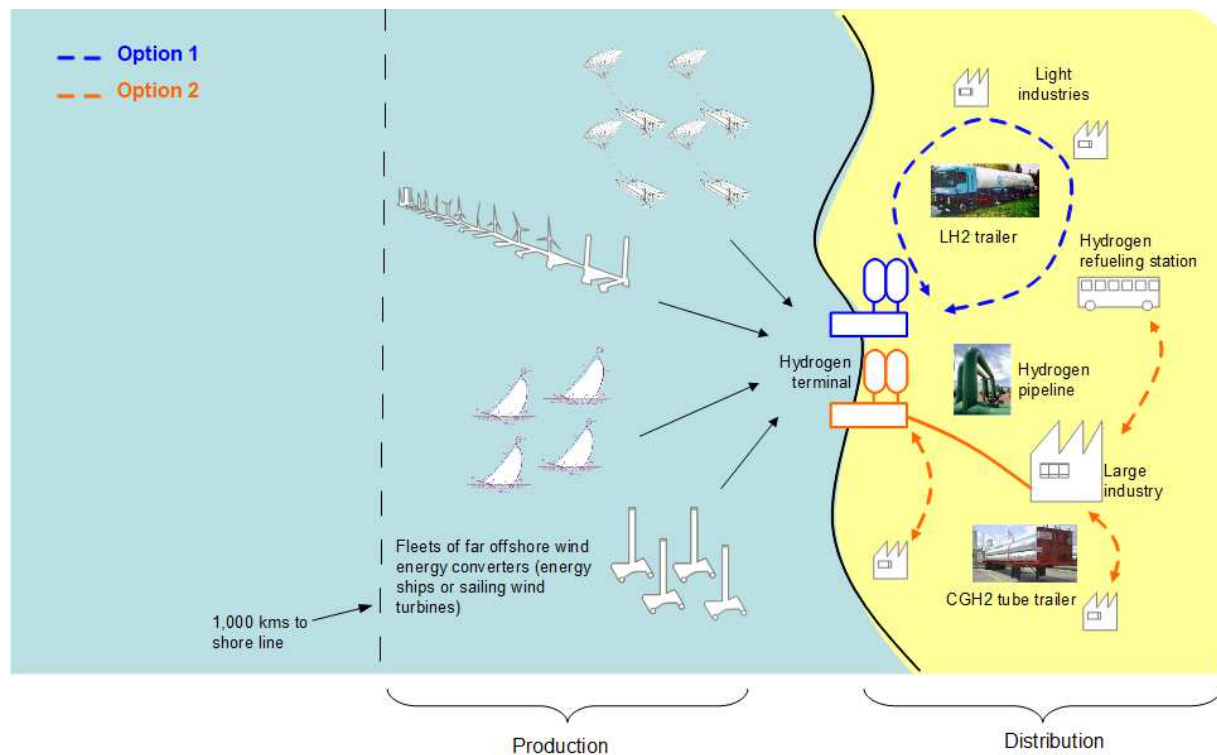 Option 1
Option 2
Light
industries
LH2 trailer
Hydrogen
refueling station
Hydrogen
terminal
Hydrogen
pipeline
Large
industry
CGH2 tube trailer
Fleets of far offshore wind
energy converters (energy
ships or sailing wind
turbines)
1,000 kms to
shore line
Production
Distribution